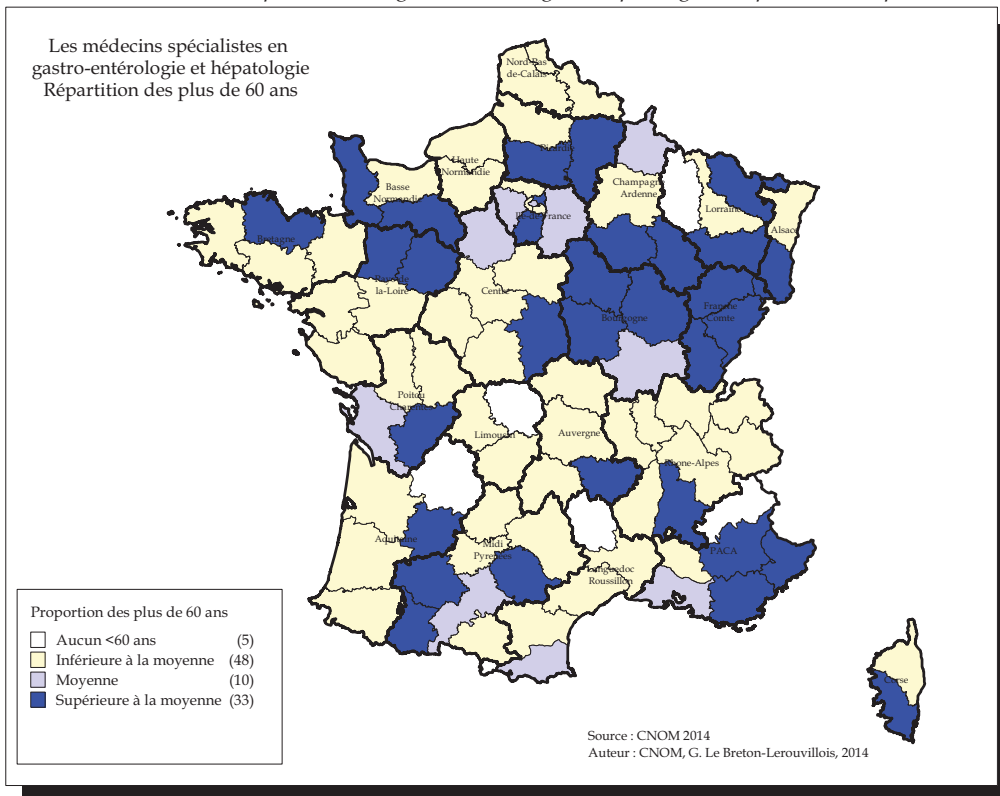 Les médecins spécialistes en
gastro-entérologie et hépatologie
Répartition des plus de 60 ans
Nord-Pas
de-Calais
Picardie
Haute
Normandie
Basse
Normandie
Champagne
Ardenne
Lorraine
Ile-de-France
Alsace
Bretagne
Pays de
la-Loire
Centre
Bourgogne
Franche
Comte
Poitou
Charentes
Limousin
Auvergne
Rhone-Alpes
Aquitaine
Midi
Pyrenees
PACA
Languedoc
Roussillon
Corse
Proportion des plus de 60 ans
Aucun <60 ans (5)
Inférieure à la moyenne (48)
Moyenne (10)
Supérieure à la moyenne (33)
Source : CNOM 2014
Auteur : CNOM, G. Le Breton-Lerouvillois, 2014